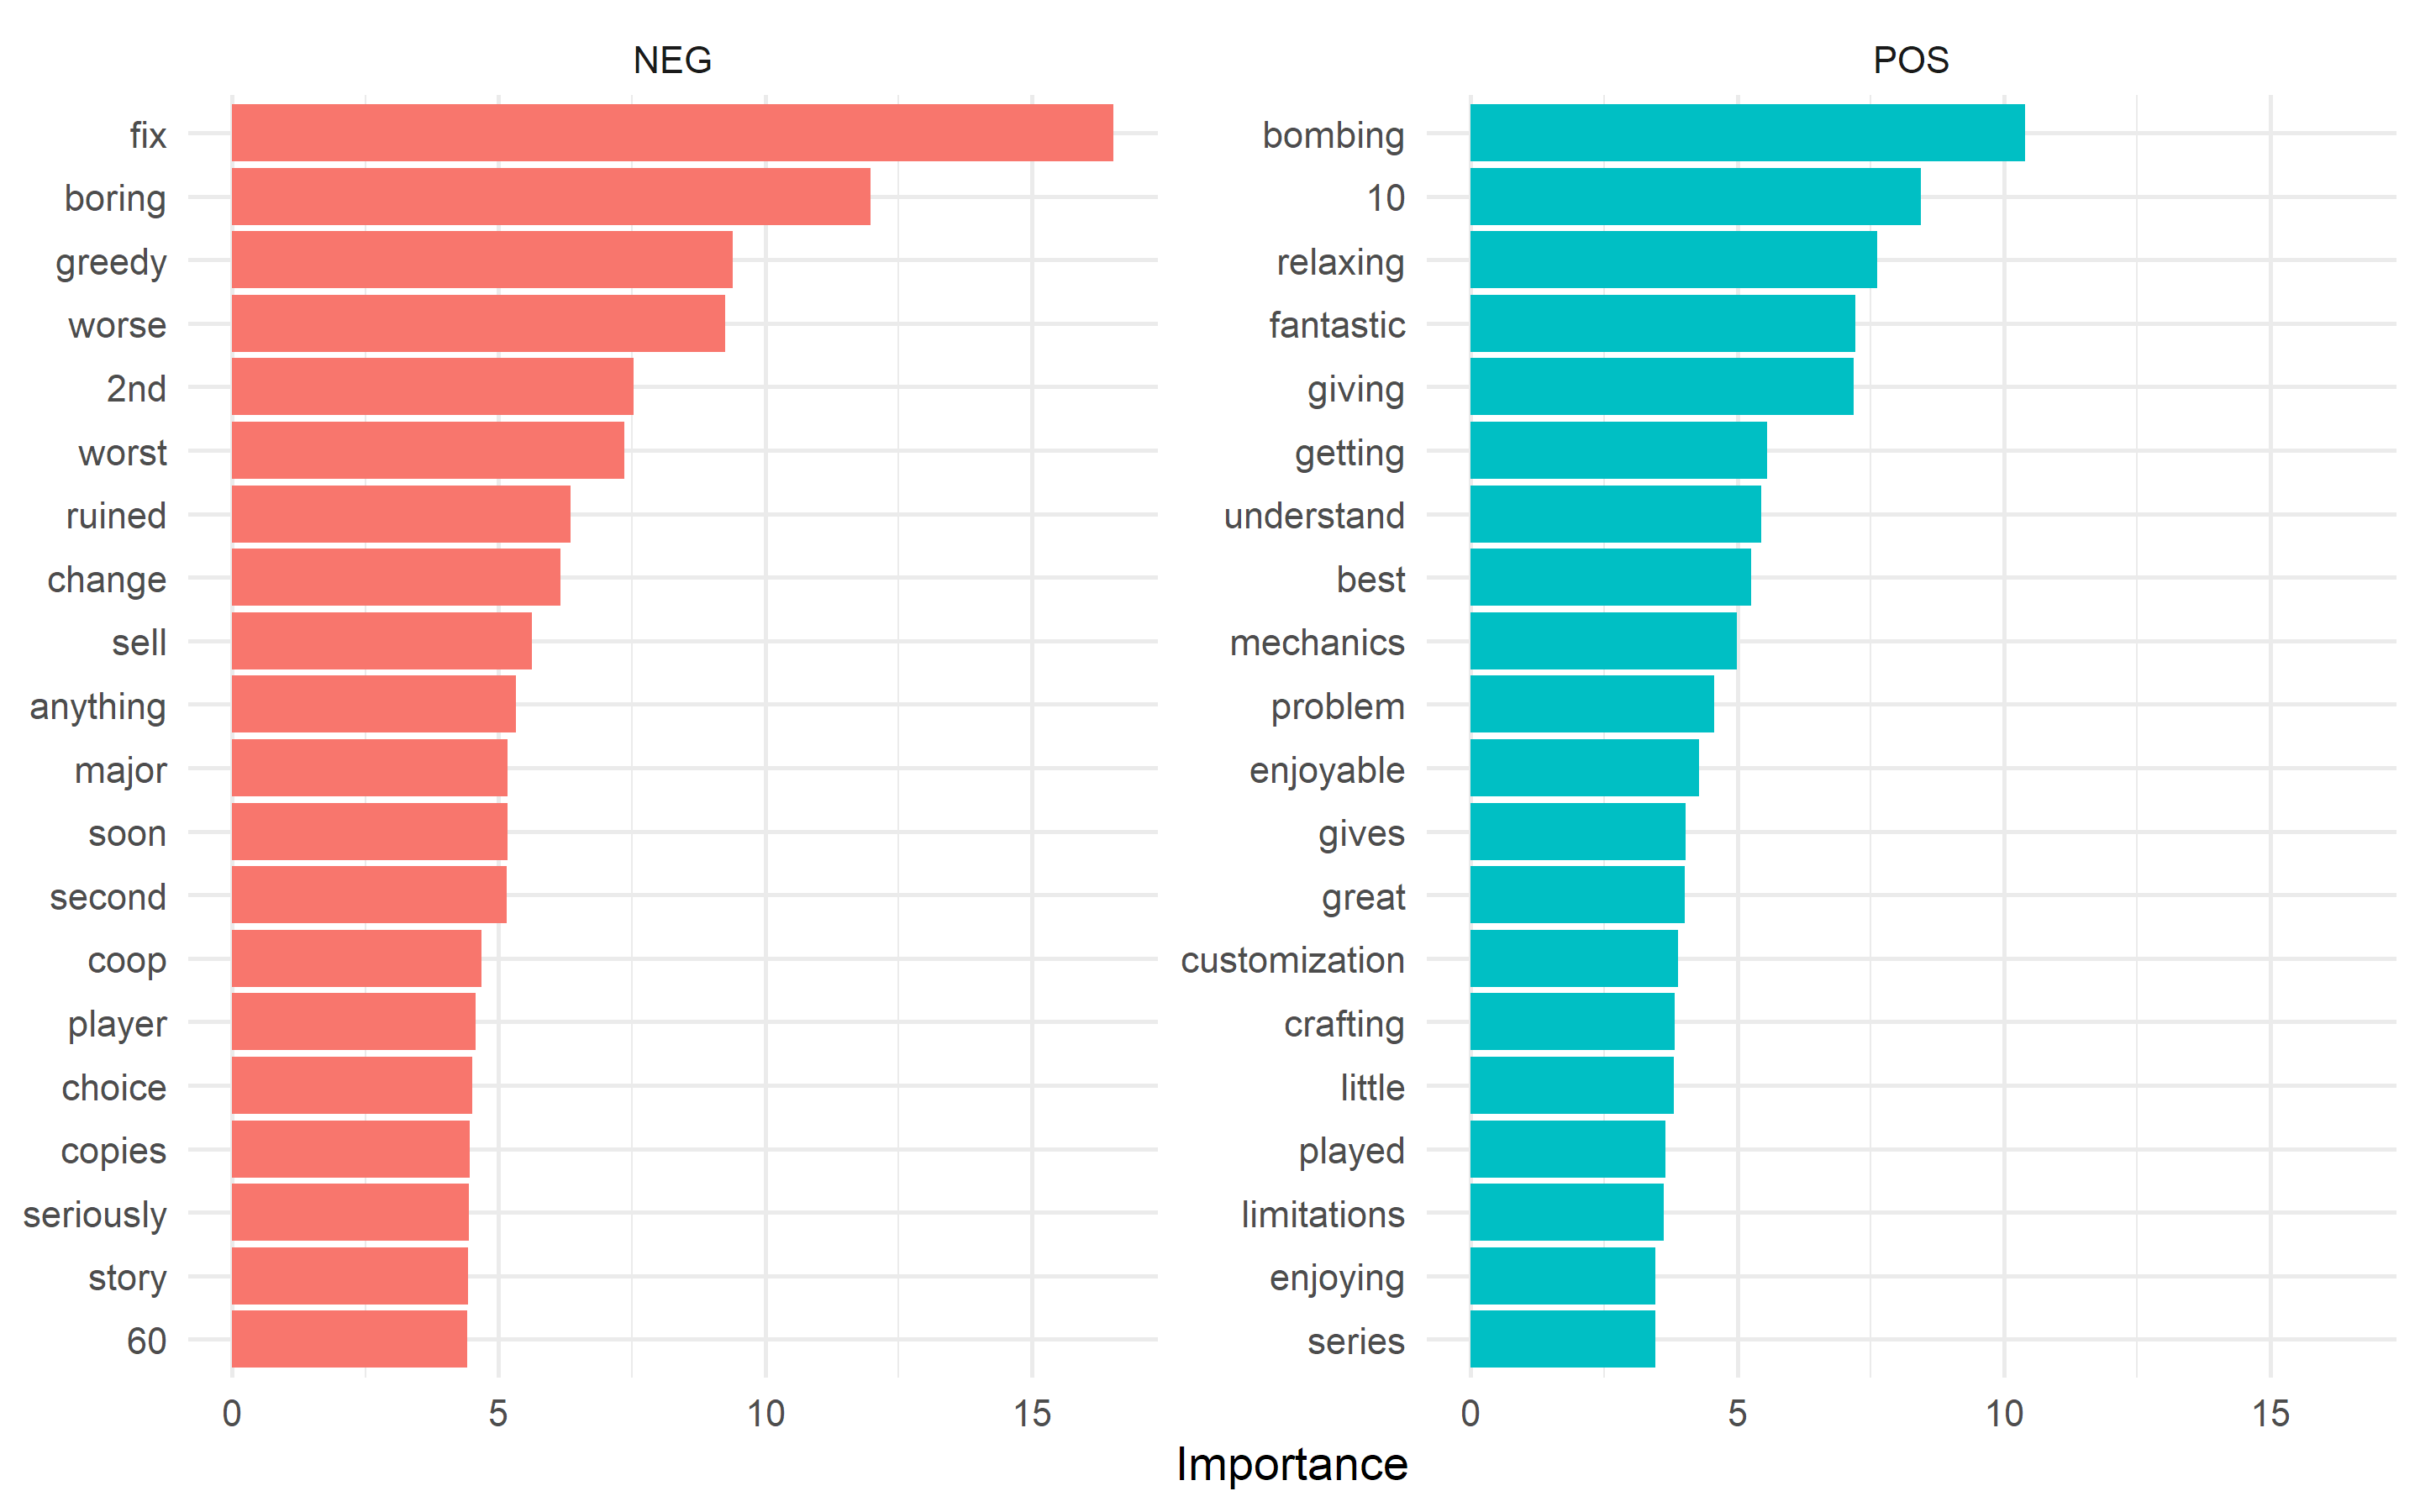 NEG
fix
boring
greedy
worse
2nd
worst
ruined
change
sell
anything
major
soon
second
coop
player
choice
copies
seriously
story
60
0 5 10 15
POS
bombing
10
relaxing
fantastic
giving
getting
understand
best
mechanics
problem
enjoyable
gives
great
customization
crafting
little
played
limitations
enjoying
series
0 5 10 15
Importance